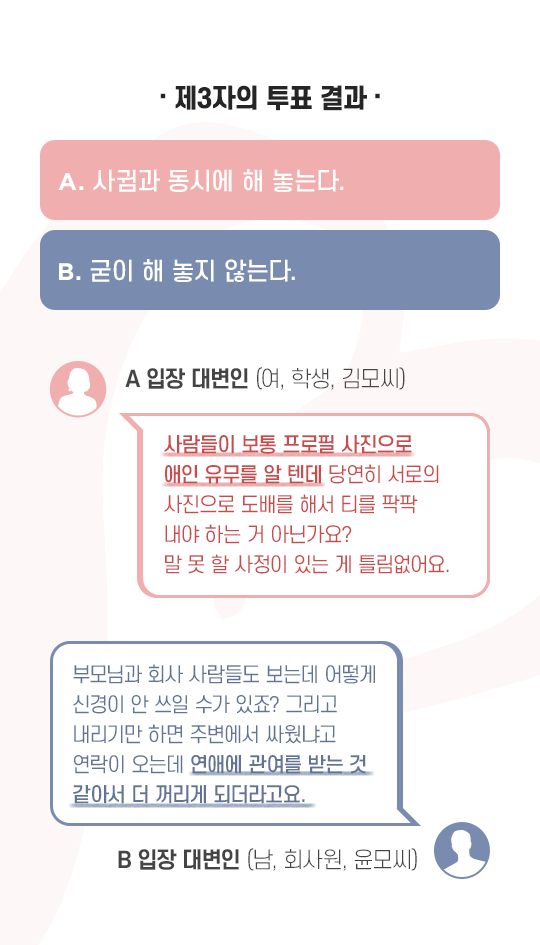 · 제3자의 투표 결과 ·
A. 사귐과 동시에 해 놓는다.
B. 굳이 해 놓지 않는다.
A 입장 대변인 (여, 학생, 김모씨)
사람들이 보통 프로필 사진으로
애인 유무를 알 텐데 당연히 서로의
사진으로 도배를 해서 티를 팍팍
내야 하는 거 아닌가요?
말 못 할 사정이 있는 게 틀림없어요.
부모님과 회사 사람들도 보는데 어떻게
신경이 안 쓰일 수가 있죠? 그리고
내리기만 하면 주변에서 싸웠냐고
연락이 오는데 연애에 관여를 받는 것
같아서 더 꺼리게 되더라고요.
B 입장 대변인 (남, 회사원, 윤모씨)